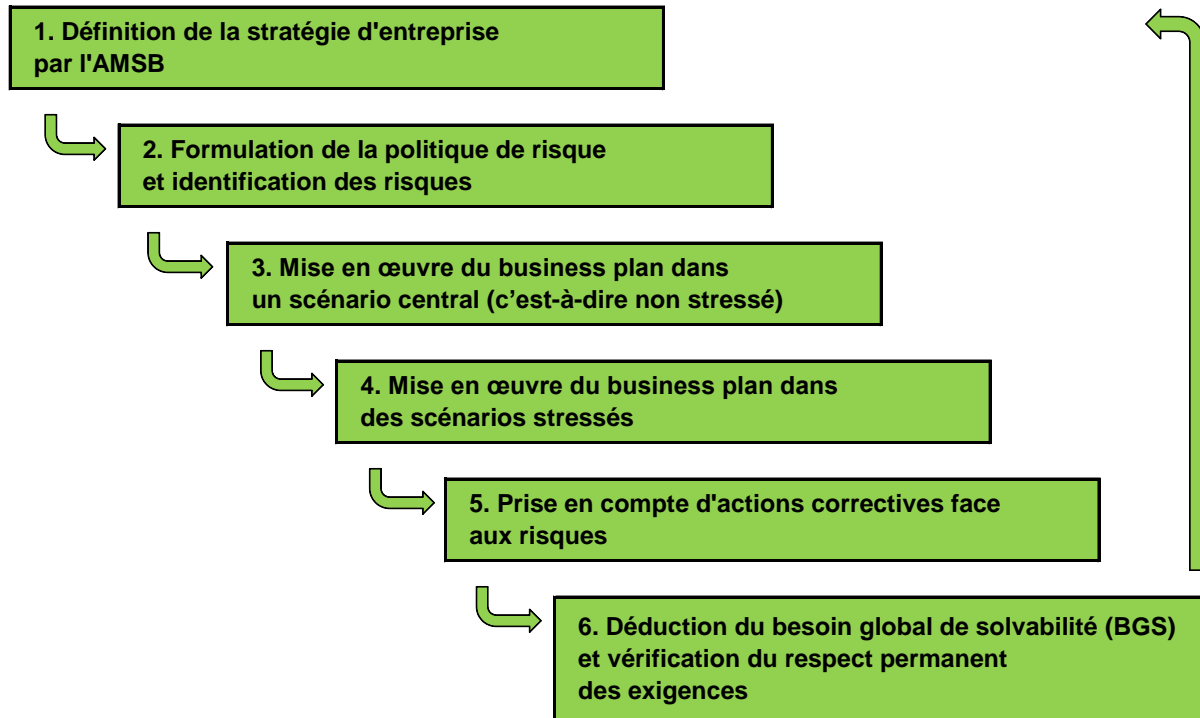 1. Définition de la stratégie d'entreprise
par l'AMSB
2. Formulation de la politique de risque
et identification des risques
3. Mise en œuvre du business plan dans
un scénario central (c’est-à-dire non stressé)
4. Mise en œuvre du business plan dans
des scénarios stressés
5. Prise en compte d'actions correctives face
aux risques
6. Déduction du besoin global de solvabilité (BGS)
et vérification du respect permanent
des exigences